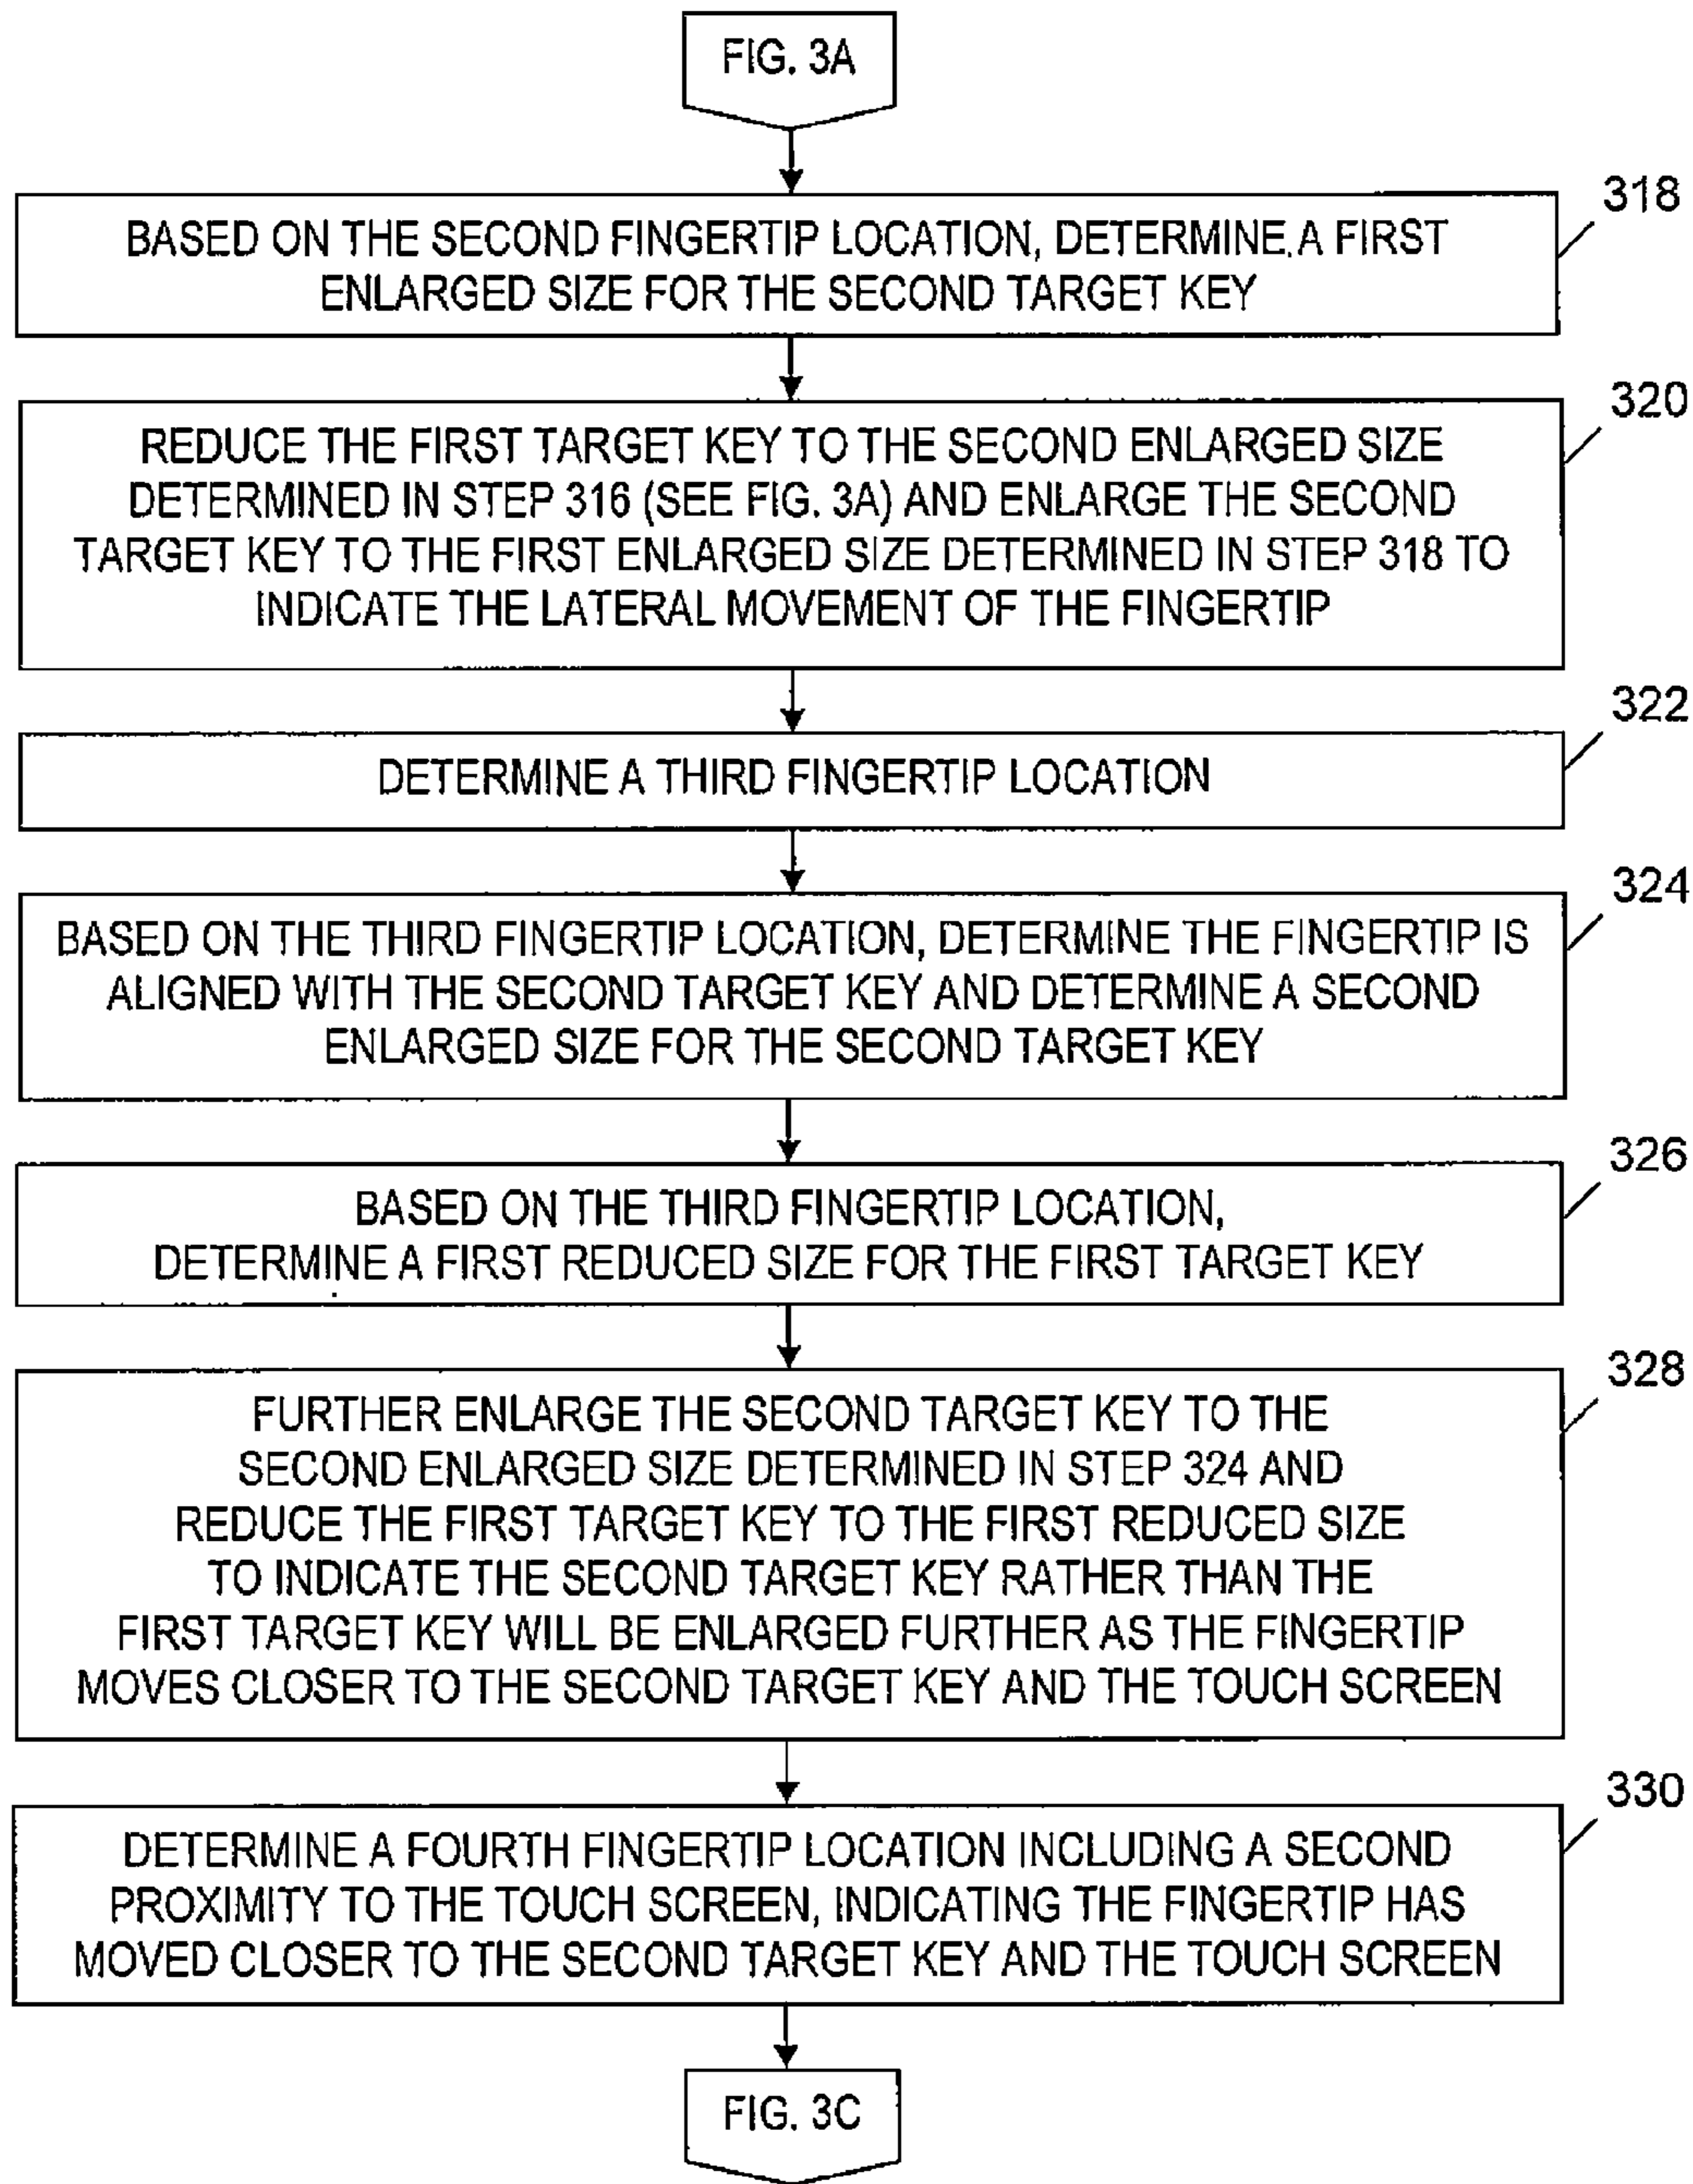 FIG. 3A
318
BASED ON THE SECOND FINGERTIP LOCATION, DETERMINE A FIRST
ENLARGED SIZE FOR THE SECOND TARGET KEY
320
REDUCE THE FIRST TARGET KEY TO THE SECOND ENLARGED SIZE
DETERMINED IN STEP 316 (SEE FIG. 3A) AND ENLARGE THE SECOND
TARGET KEY TO THE FIRST ENLARGED SIZE DETERMINED IN STEP 318 TO
INDICATE THE LATERAL MOVEMENT OF THE FINGERTIP
322
DETERMINE A THIRD FINGERTIP LOCATION
324
BASED ON THE THIRD FINGERTIP LOCATION, DETERMINE THE FINGERTIP IS
ALIGNED WITH THE SECOND TARGET KEY AND DETERMINE A SECOND
ENLARGED SIZE FOR THE SECOND TARGET KEY
326
BASED ON THE THIRD FINGERTIP LOCATION,
DETERMINE A FIRST REDUCED SIZE FOR THE FIRST TARGET KEY
328
FURTHER ENLARGE THE SECOND TARGET KEY TO THE
SECOND ENLARGED SIZE DETERMINED IN STEP 324 AND
REDUCE THE FIRST TARGET KEY TO THE FIRST REDUCED SIZE
TO INDICATE THE SECOND TARGET KEY RATHER THAN THE
FIRST TARGET KEY WILL BE ENLARGED FURTHER AS THE FINGERTIP
MOVES CLOSER TO THE SECOND TARGET KEY AND THE TOUCH SCREEN
330
DETERMINE A FOURTH FINGERTIP LOCATION INCLUDING A SECOND
PROXIMITY TO THE TOUCH SCREEN, INDICATING THE FINGERTIP HAS
MOVED CLOSER TO THE SECOND TARGET KEY AND THE TOUCH SCREEN
FIG. 3C